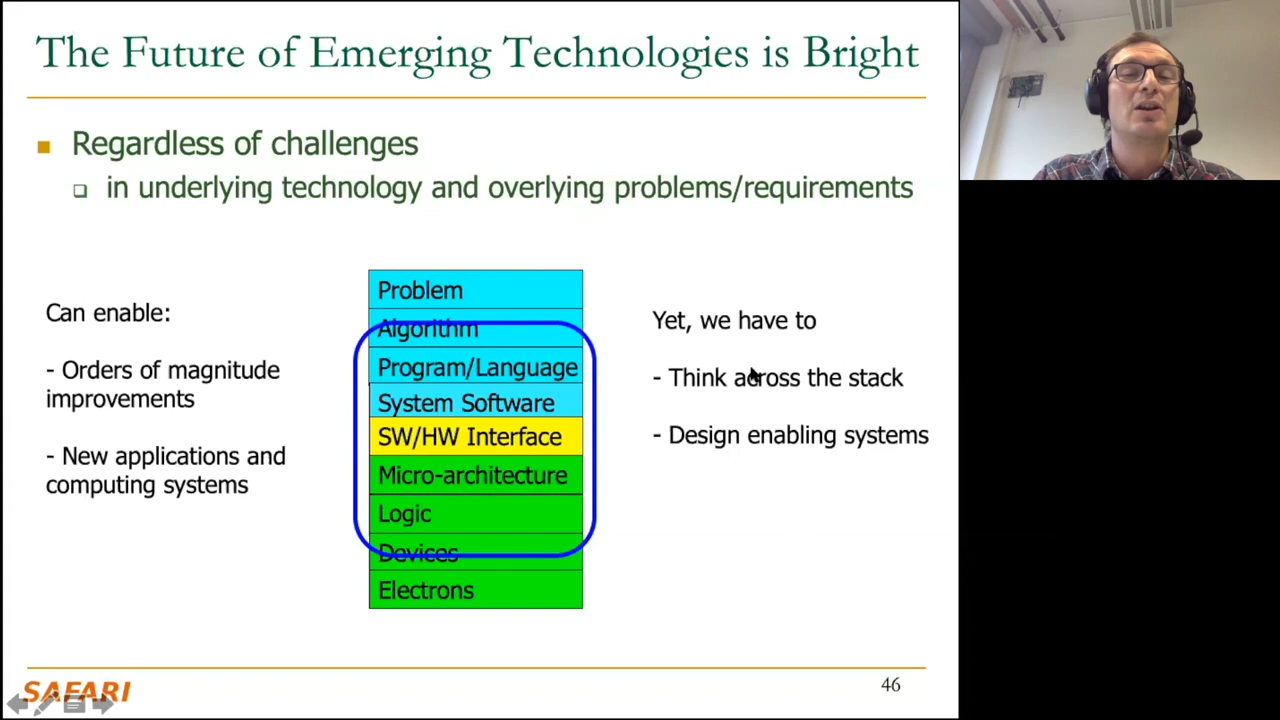 The Future of Emerging Technologies is Bright
Regardless of challenges
in underlying technology and overlying problems/requirements
Can enable:
- Orders of magnitude
improvements
- New applications and
computing systems
Problem
Algorithm
Program/Language
System Software
SW/HW Interface
Micro-architecture
Logic
Devices
Electrons
Yet, we have to
- Think across the stack
- Design enabling systems
SAFARI
46